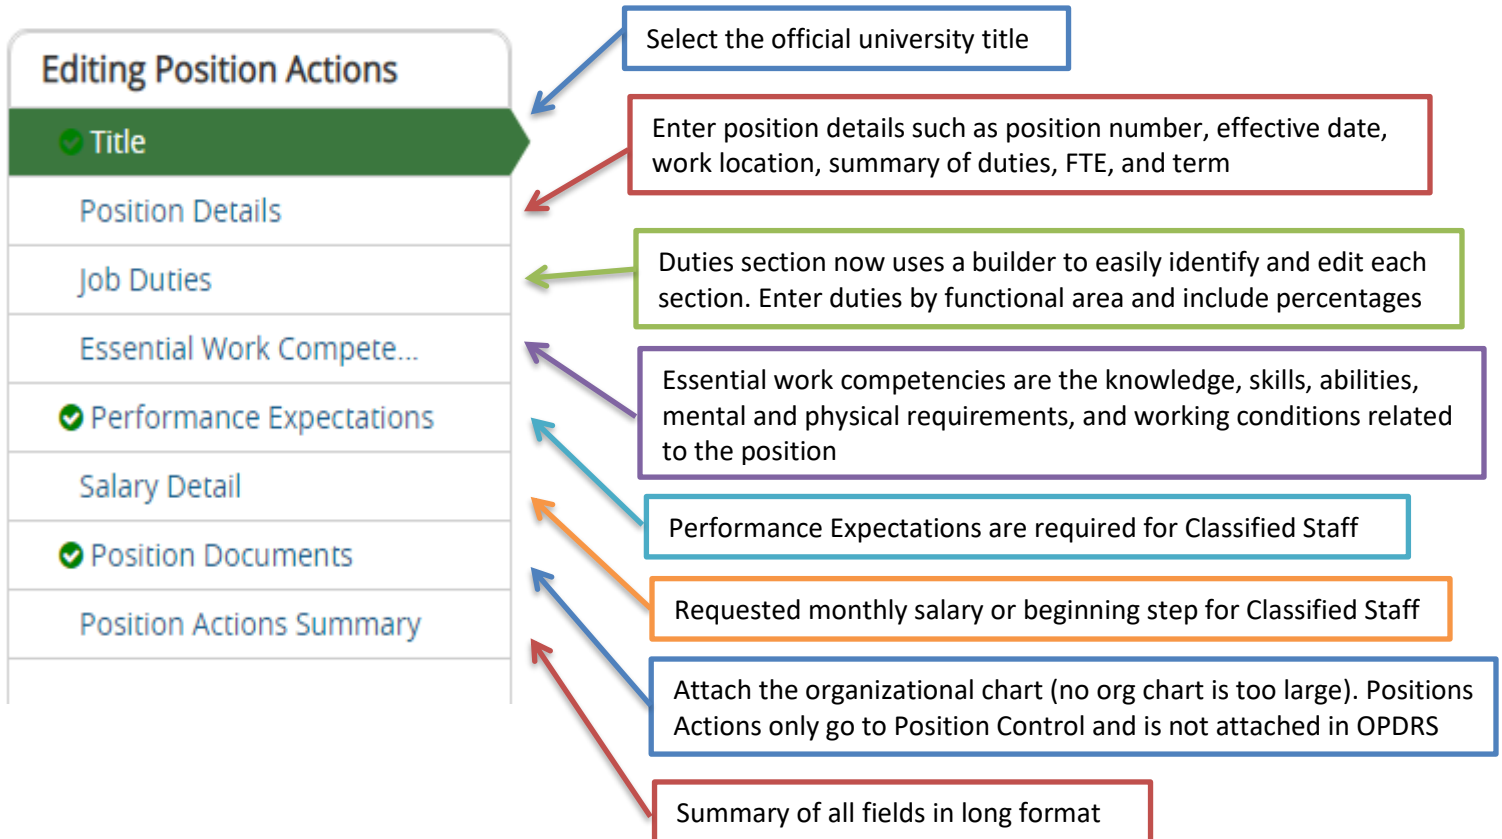 Editing Position Actions
Title
Position Details
Job Duties
Essential Work Compete...
Performance Expectations
Salary Detail
Position Documents
Position Actions Summary
Select the official university title
Enter position details such as position number, effective date,
work location, summary of duties, FTE, and term
Duties section now uses a builder to easily identify and edit each
section. Enter duties by functional area and include percentages
Essential work competencies are the knowledge, skills, abilities,
mental and physical requirements, and working conditions related
to the position
Performance Expectations are required for Classified Staff
Requested monthly salary or beginning step for Classified Staff
Attach the organizational chart (no org chart is too large). Positions
Actions only go to Position Control and is not attached in OPDRS
Summary of all fields in long format